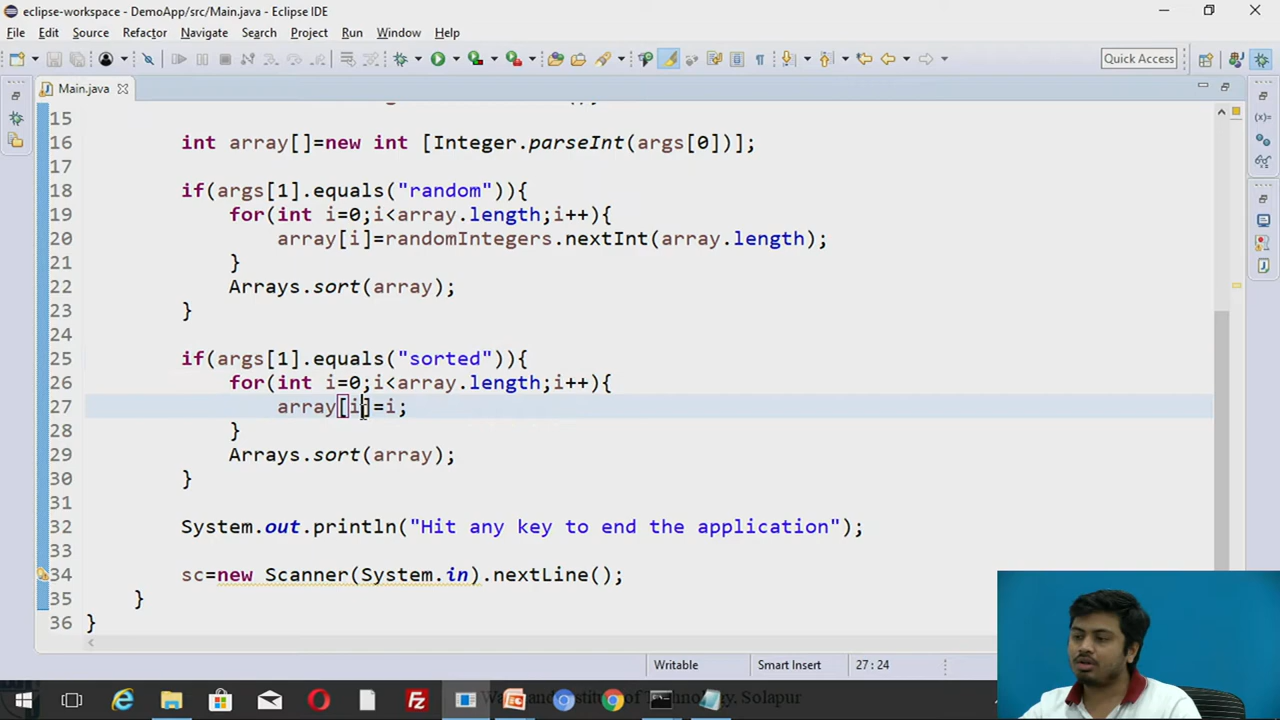 eclipse-workspace - DemoApp/src/Main.java - Eclipse IDE
File Edit Source Refactor Navigate Search Project Run Window Help
Quick Access
Main.java
15
16 int array[]=new int [Integer.parseInt(args[0])];
17
18 if(args[1].equals("random")){
19 for(int i=0;i<array.length;i++){
20 array[i]=randomIntegers.nextInt(array.length);
21 }
22 Arrays.sort(array);
23 }
24
25 if(args[1].equals("sorted")){
26 for(int i=0;i<array.length;i++){
27 array[i]=i;
28 }
29 Arrays.sort(array);
30 }
31
32 System.out.println("Hit any key to end the application");
33
34 sc=new Scanner(System.in).nextLine();
35 }
36 }
Writable Smart Insert 27 : 24
Institute of Technology, Solapur